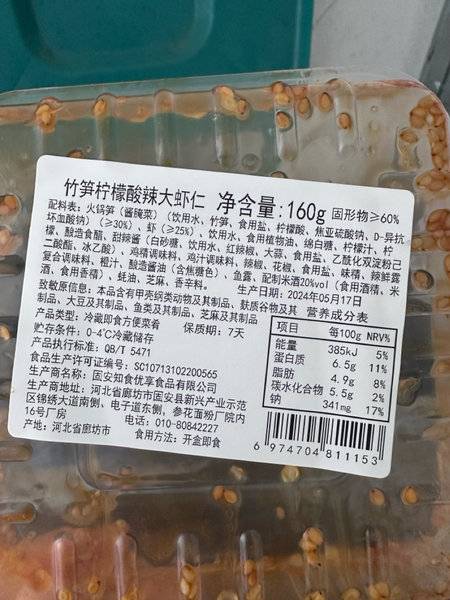 竹笋柠檬酸辣大虾仁 净含量:160g 固形物≥60%
配料表：火锅笋（酱腌菜）（饮用水、竹笋、食用盐、柠檬酸、焦亚硫酸钠、D-异抗
坏血酸钠）（≥30%）、虾（≥25%）、饮用水、食用植物油、绵白糖、柠檬汁、柠
檬、酿造食醋、甜辣酱（白砂糖、饮用水、红辣椒、大蒜、食用盐、乙酰化双淀粉己
二酸酯、冰乙酸）、鸡精调味料、鸡汁调味料、辣椒、花椒、食用盐、味精、辣鲜露
复合调味料、橙汁、酿造酱油（含焦糖色）、鱼露、配制米酒20%vol（食用酒精、米
酒、食用香精）、蚝油、芝麻、香辛料。 生产日期：2024年05月17日
致敏原信息：本品含有甲壳纲类动物及其制品、麸质谷物及其
制品、大豆及其制品、鱼类及其制品、芝麻及其制品
产品类型：冷藏即食方便菜肴 保质期：7天
贮存条件：0-4℃冷藏储存
产品执行标准：QB/T 5471
食品生产许可证编号：SC10713102200565
生产商名称：固安知食优享食品有限公司
生产商地址：河北省廊坊市固安县新兴产业示范
区锦绣大道南侧、电子道东侧，参花面粉厂院内
16号厂房 电话：010-80842227
产地：河北省廊坊市 食用方法：开盒即食
营养成分表
项目 每100g NRV%
能量 385kJ 5%
蛋白质 6.5g 11%
脂肪 4.9g 8%
碳水化合物 5.5g 2%
钠 341mg 17%
6 974704 811153